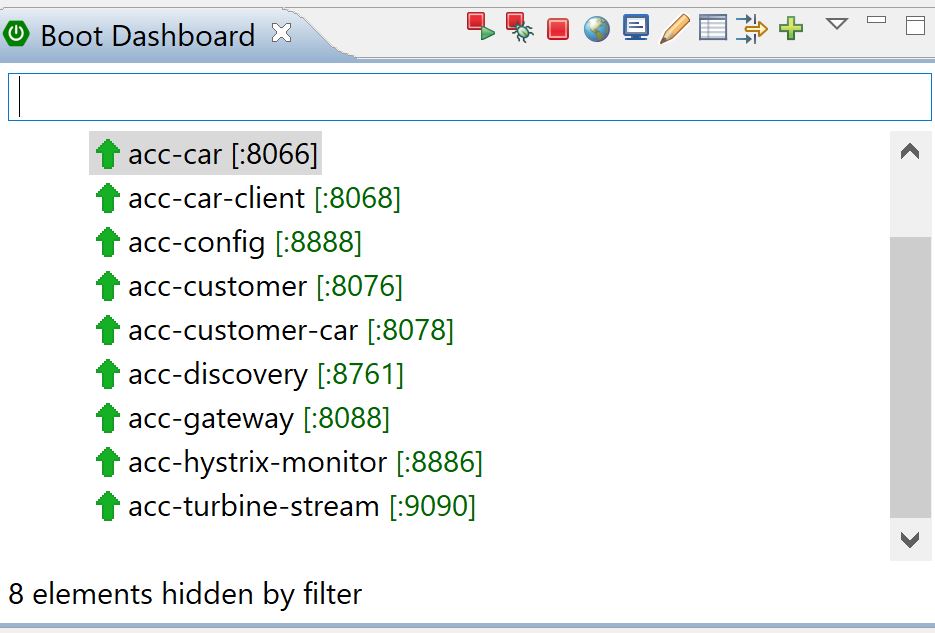 Boot Dashboard
acc-car [:8066]
acc-car-client [:8068]
acc-config [:8888]
acc-customer [:8076]
acc-customer-car [:8078]
acc-discovery [:8761]
acc-gateway [:8088]
acc-hystrix-monitor [:8886]
acc-turbine-stream [:9090]
8 elements hidden by filter